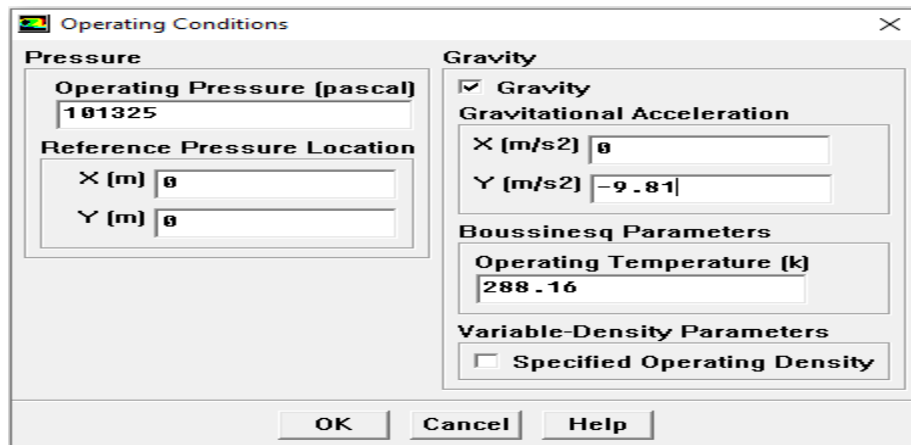 Operating Conditions
Pressure
Operating Pressure (pascal)
101325
Reference Pressure Location
X (m) 0
Y (m) 0
Gravity
Gravity
Gravitational Acceleration
X (m/s2) 0
Y (m/s2) -9.81
Boussinesq Parameters
Operating Temperature (k)
288.16
Variable-Density Parameters
Specified Operating Density
OK Cancel Help